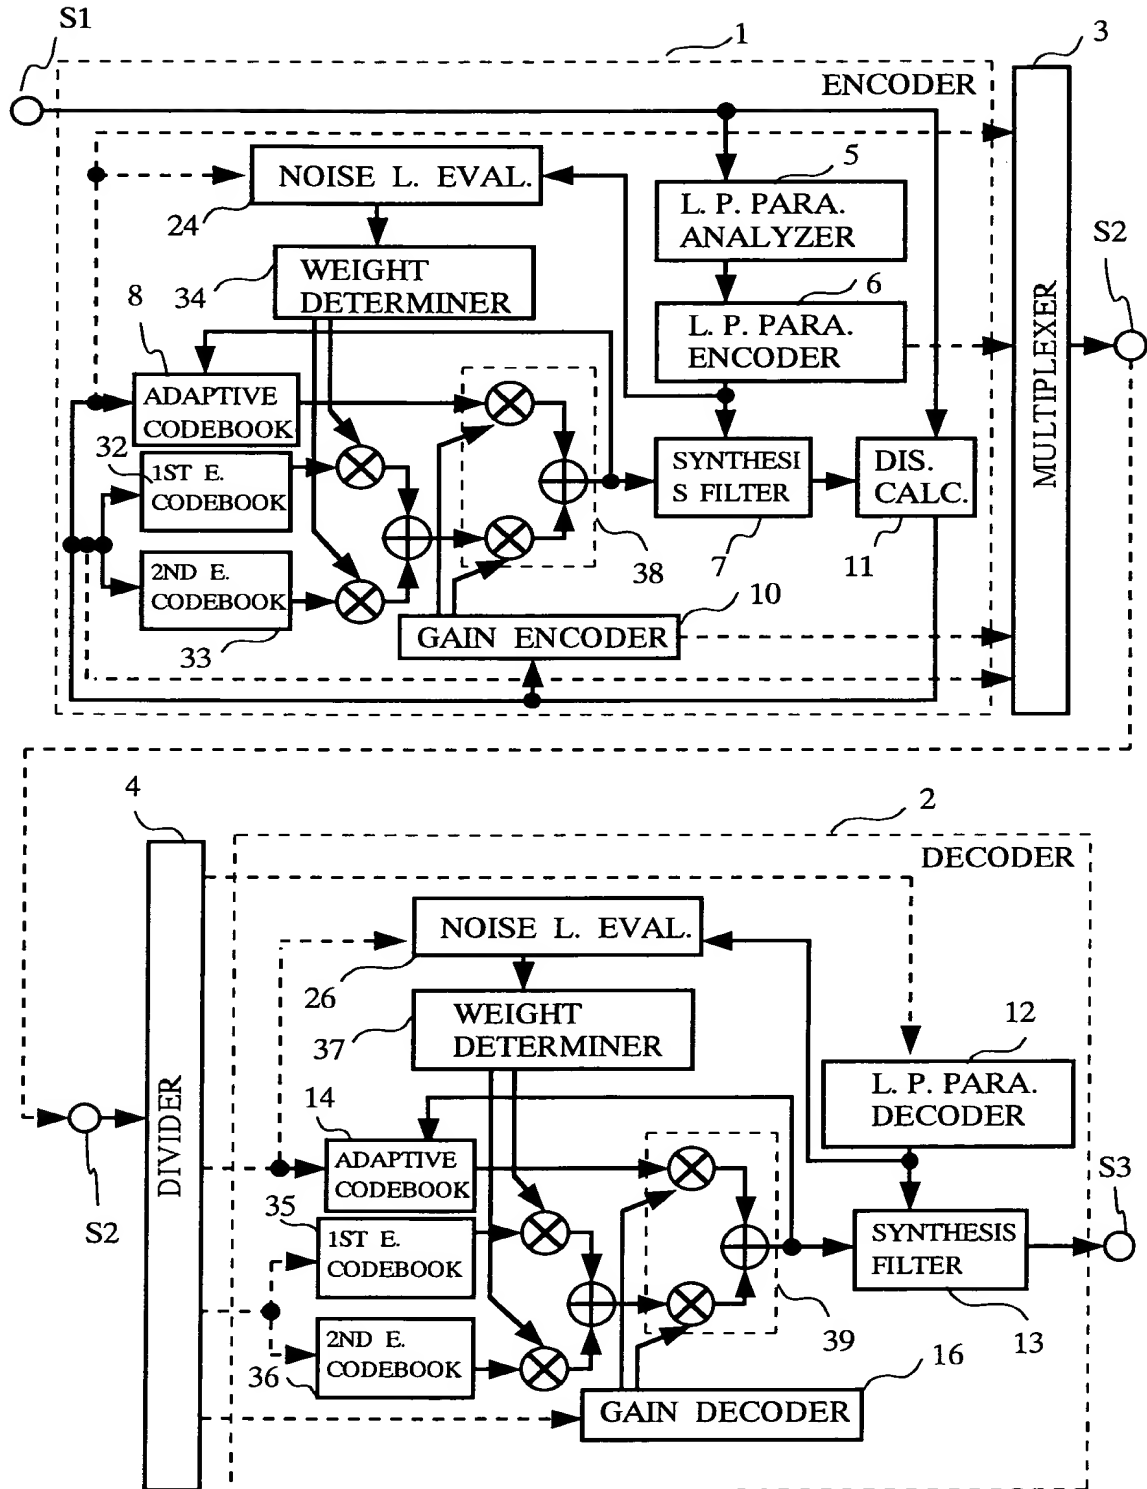 S1
1
3
ENCODER
NOISE L. EVAL.
5
24
L. P. PARA.
ANALYZER
S2
WEIGHT
DETERMINER
34
8
6
L. P. PARA.
ENCODER
MULTIPLEXER
ADAPTIVE
CODEBOOK
32
1ST E.
CODEBOOK
SYNTHESI
S FILTER
DIS.
CALC.
2ND E.
CODEBOOK
38
7
11
10
33
GAIN ENCODER
4
2
DECODER
NOISE L. EVAL.
26
WEIGHT
DETERMINER
37
12
L. P. PARA.
DECODER
14
DIVIDER
ADAPTIVE
CODEBOOK
S2
35
1ST E.
CODEBOOK
SYNTHESIS
FILTER
S3
2ND E.
CODEBOOK
36
39
16
13
GAIN DECODER